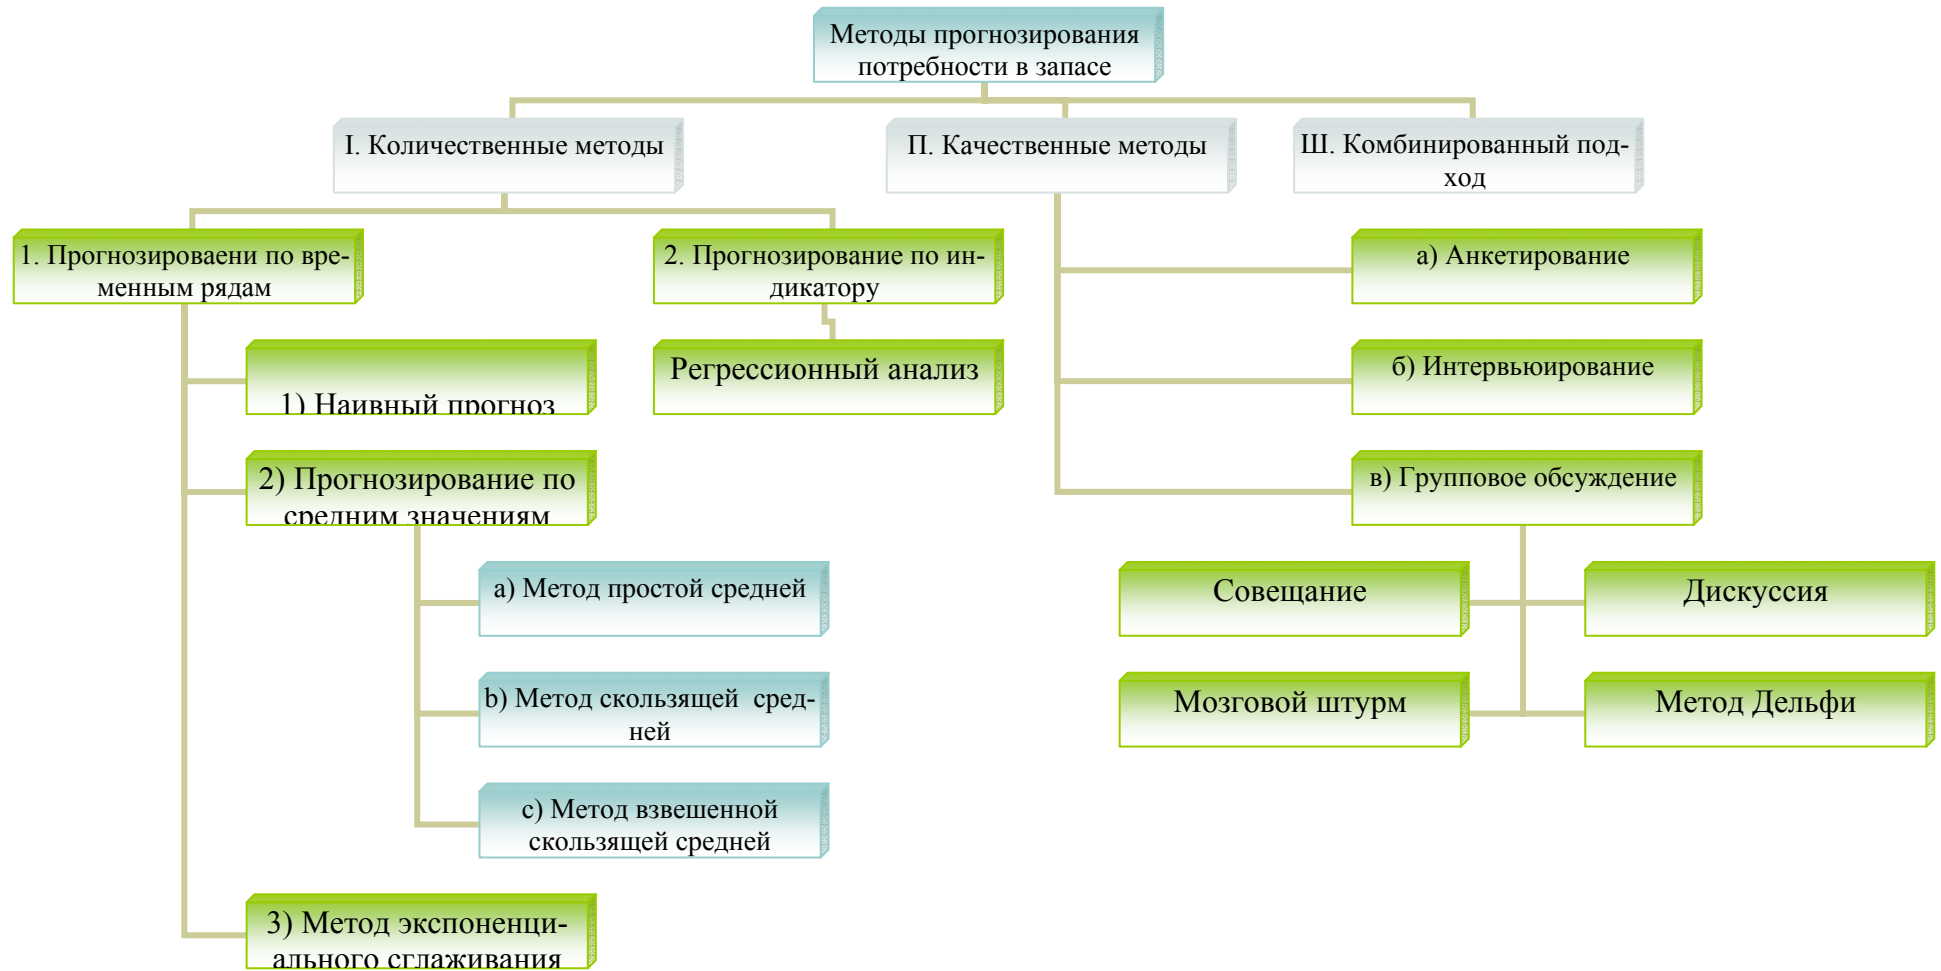 Методы прогнозирования
потребности в запасе
I. Количественные методы
П. Качественные методы
Ш. Комбинированный под-
ход
1. Прогнозироваени по вре-
менным рядам
2. Прогнозирование по ин-
дикатору
а) Анкетирование
1) Наивный прогноз
Регрессионный анализ
б) Интервьюирование
2) Прогнозирование по
средним значениям
в) Групповое обсуждение
a) Метод простой средней
Совещание
Дискуссия
b) Метод скользящей сред-
ней
Мозговой штурм
Метод Дельфи
c) Метод взвешенной
скользящей средней
3) Метод экспоненци-
ального сглаживания